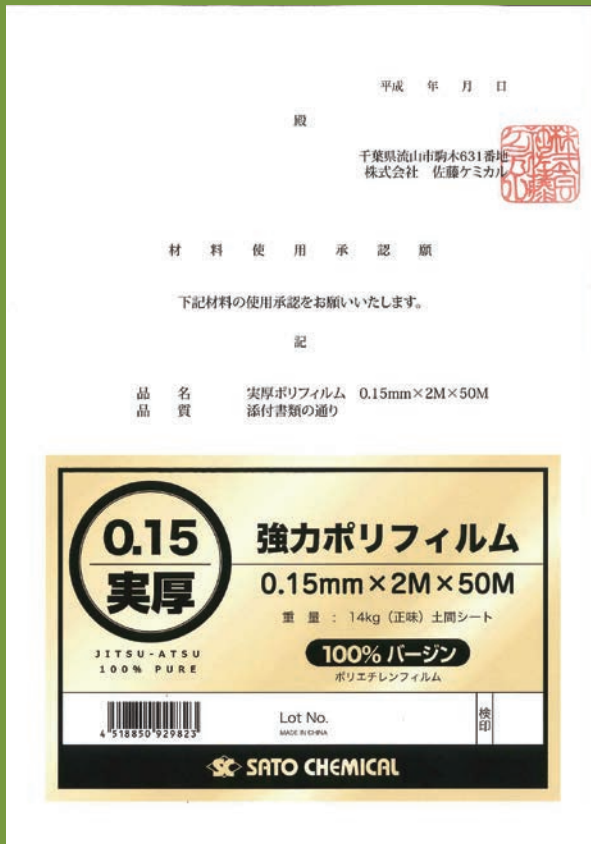 平成 年 月 日
殿
千葉県流山市駒木631番地
株式会社 佐藤ケミカル
材料使用承認願
下記材料の使用承認をお願いいたします。
記
品名 実厚ポリフィルム 0.15mm×2M×50M
品質 添付書類の通り
0.15
実厚
JITSU-ATSU
100% PURE
強力ポリフィルム
0.15mm×2M×50M
重量:14kg(正味)土間シート
100% バージン
ポリエチレンフィルム
4 518850 929823
Lot No.
MADE IN CHINA
検印
SC SATO CHEMICAL